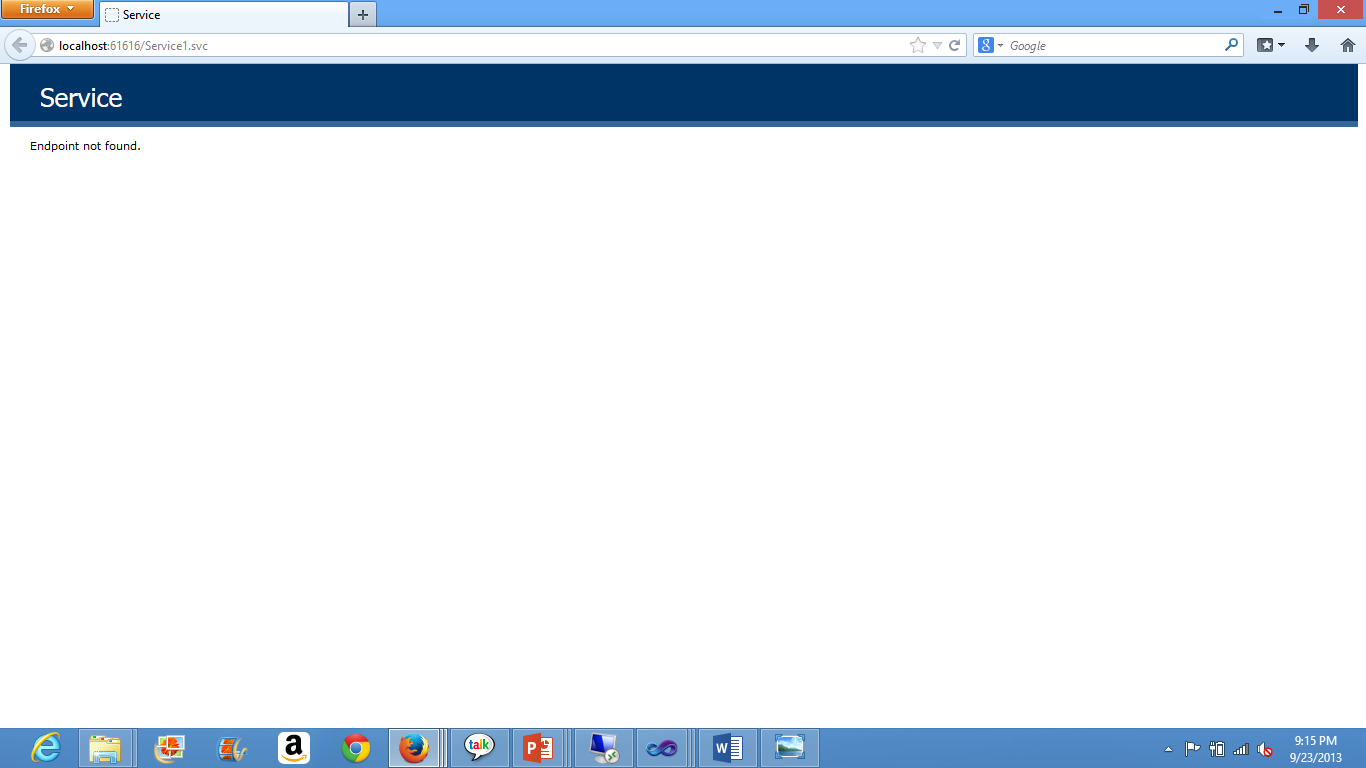 Firefox
Service
localhost:61616/Service1.svc
Google
Service
Endpoint not found.
talk
9:15 PM
9/23/2013